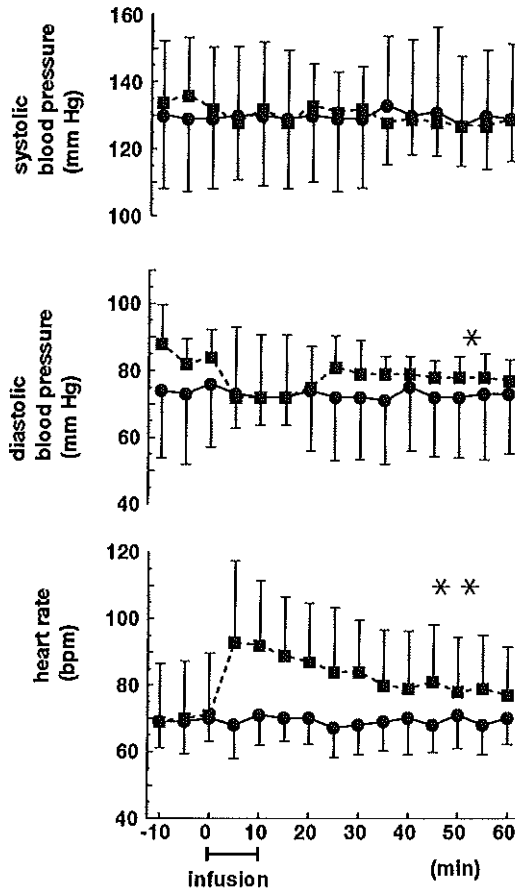 160
140
120
100
systolic
blood pressure
(mm Hg)
100
80
60
40
diastolic
blood pressure
(mm Hg)
*
120
100
80
60
40
heart rate
(bpm)
* *
-10 0 10 20 30 40 50 60
infusion
(min)